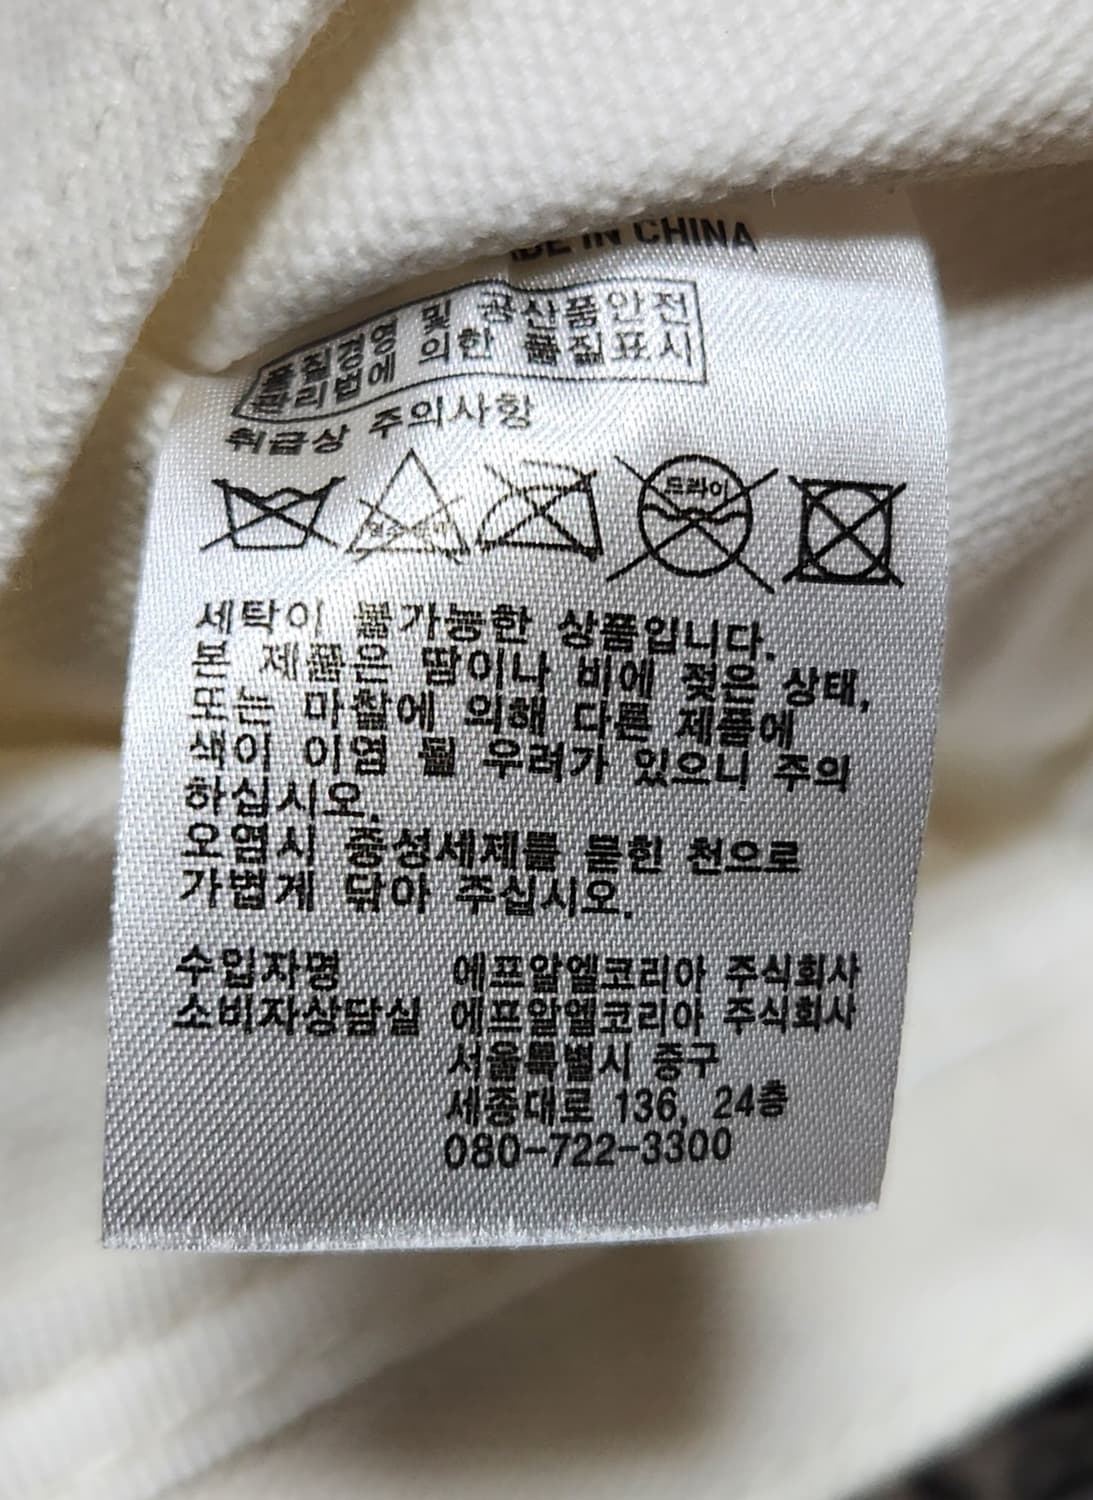 ADE IN CHINA
품질경영 및 공산품안전
관리법에 의한 품질표시
취급상 주의사항
드라이
세탁이 불가능한 상품입니다.
본 제품은 땀이나 비에 젖은 상태,
또는 마찰에 의해 다른 제품에
색이 이염 될 우려가 있으니 주의
하십시오.
오염시 중성세제를 묻힌 천으로
가볍게 닦아 주십시오.
수입자명 에프알엘코리아 주식회사
소비자상담실 에프알엘코리아 주식회사
서울특별시 중구
세종대로 136, 24층
080-722-3300